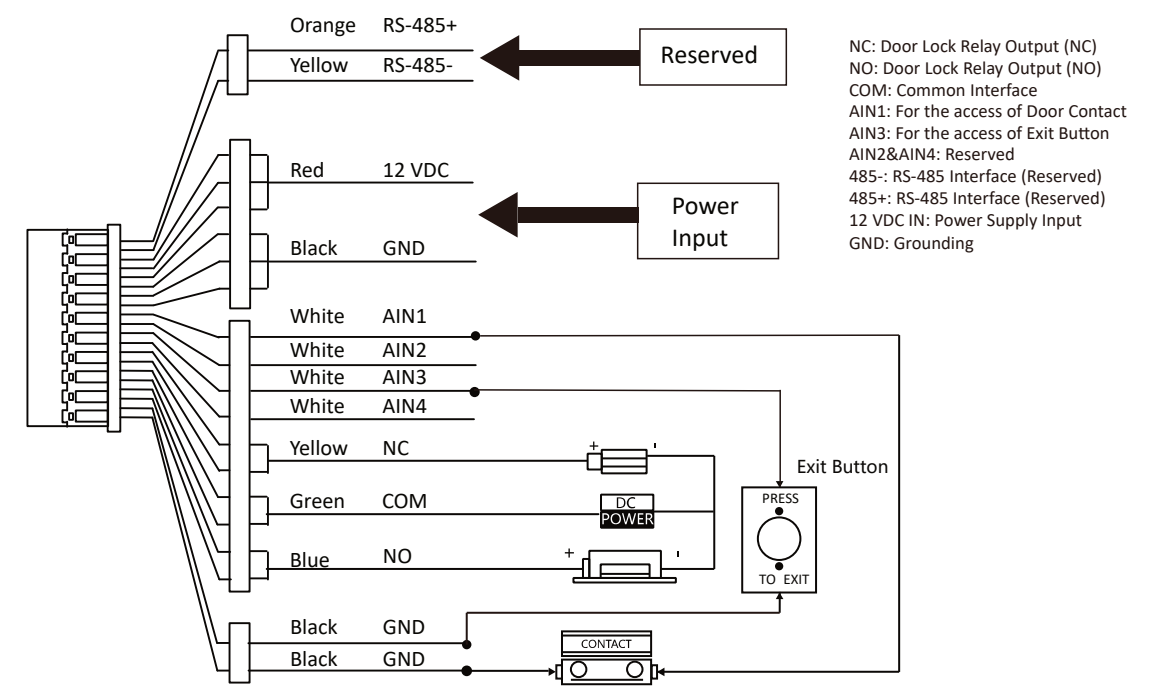 Orange RS-485+
Yellow RS-485-
Reserved
Red 12 VDC
Black GND
Power
Input
White AIN1
White AIN2
White AIN3
White AIN4
Yellow NC
+ -
Green COM
DC
POWER
Blue NO
+ -
Black GND
Black GND
CONTACT
Exit Button
PRESS
TO EXIT
NC: Door Lock Relay Output (NC)
NO: Door Lock Relay Output (NO)
COM: Common Interface
AIN1: For the access of Door Contact
AIN3: For the access of Exit Button
AIN2&AIN4: Reserved
485-: RS-485 Interface (Reserved)
485+: RS-485 Interface (Reserved)
12 VDC IN: Power Supply Input
GND: Grounding